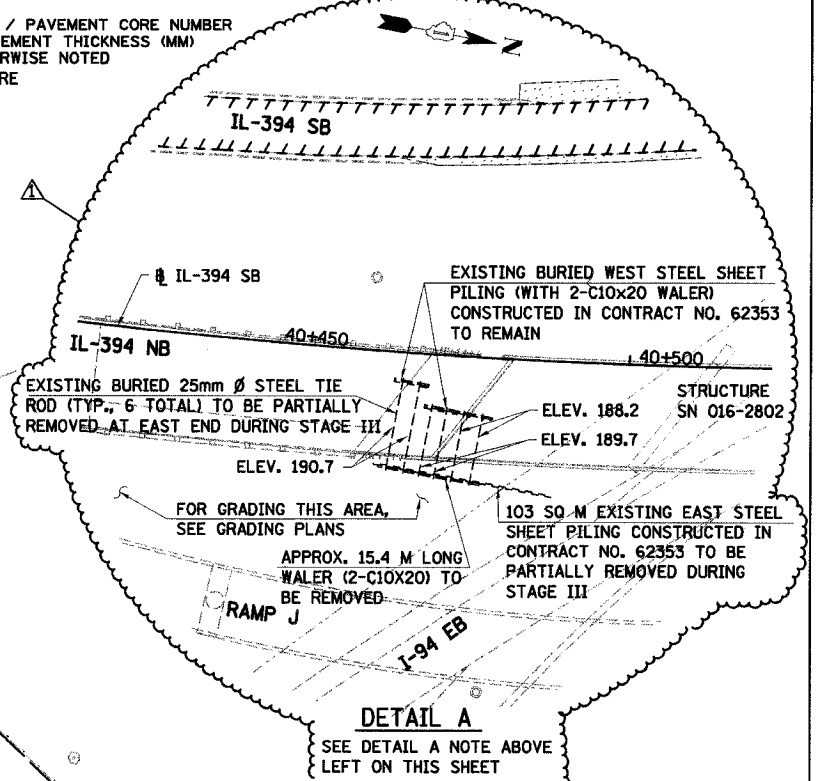 / PAVEMENT CORE NUMBER
EMENT THICKNESS (MM)
RWISE NOTED
RE
N
IL-394 SB
1
℄ IL-394 SB
EXISTING BURIED WEST STEEL SHEET
PILING (WITH 2-C10x20 WALER)
CONSTRUCTED IN CONTRACT NO. 62353
TO REMAIN
IL-394 NB
40+450
40+500
EXISTING BURIED 25mm Ø STEEL TIE
ROD (TYP., 6 TOTAL) TO BE PARTIALLY
REMOVED AT EAST END DURING STAGE III
STRUCTURE
SN 016-2802
ELEV. 188.2
ELEV. 189.7
ELEV. 190.7
FOR GRADING THIS AREA,
SEE GRADING PLANS
103 SQ M EXISTING EAST STEEL
SHEET PILING CONSTRUCTED IN
CONTRACT NO. 62353 TO BE
PARTIALLY REMOVED DURING
STAGE III
APPROX. 15.4 M LONG
WALER (2-C10X20) TO
BE REMOVED
RAMP J
I-94 EB
DETAIL A
SEE DETAIL A NOTE ABOVE
LEFT ON THIS SHEET